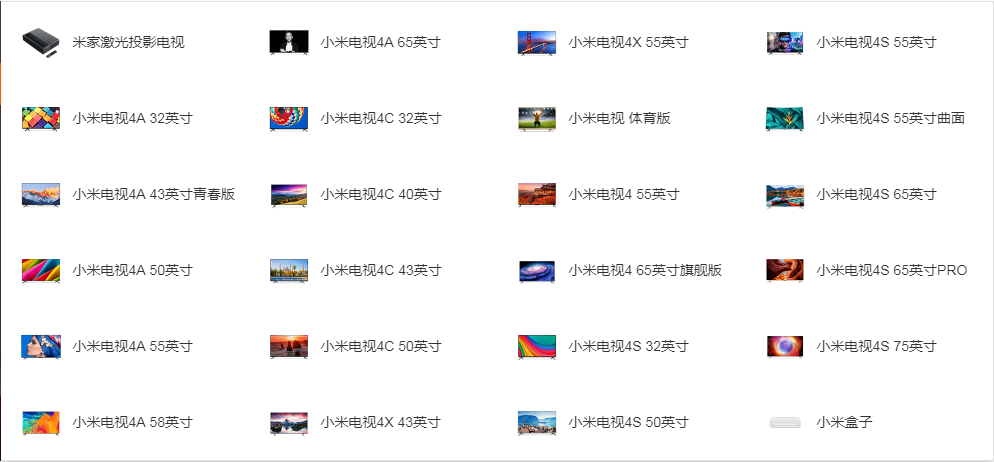 米家激光投影电视
小米电视4A 65英寸
小米电视4X 55英寸
小米电视4S 55英寸
小米电视4A 32英寸
小米电视4C 32英寸
小米电视 体育版
小米电视4S 55英寸曲面
小米电视4A 43英寸青春版
小米电视4C 40英寸
小米电视4 55英寸
小米电视4S 65英寸
小米电视4A 50英寸
小米电视4C 43英寸
小米电视4 65英寸旗舰版
小米电视4S 65英寸PRO
小米电视4A 55英寸
小米电视4C 50英寸
小米电视4S 32英寸
小米电视4S 75英寸
小米电视4A 58英寸
小米电视4X 43英寸
小米电视4S 50英寸
小米盒子